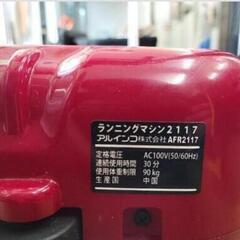 ランニングマシン2117
アルインコ株式会社 AFR2117
定格電圧 AC100V(50/60Hz)
連続使用時間 30分
使用体重制限 90kg
生産国 中国